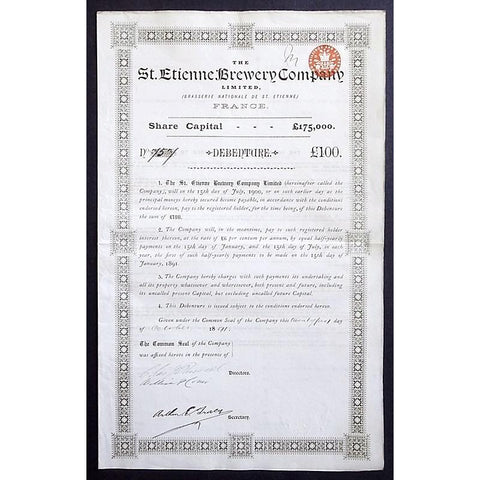 THE
St. Etienne Brewery Company
LIMITED,
(BRASSERIE NATIONALE DE ST. ETIENNE)
FRANCE.
Share Capital - - - £175,000.
DEBENTURE. £100.
1. The St. Etienne Brewery Company Limited (hereinafter called the
Company), will on the 15th day of July, 1900, or on such earlier day as the
principal moneys hereby secured become payable, in accordance with the conditions
endorsed hereon, pay to the registered holder, for the time being, of this Debenture
the sum of £100.
2. The Company will, in the meantime, pay to such registered holder
interest thereon, at the rate of £6 per centum per annum, by equal half-yearly
payments on the 15th day of January, and the 15th day of July, in each
year, the first of such half-yearly payments to be made on the 15th day of
January, 1891.
3. The Company hereby charges with such payments its undertaking and
all its property whatsoever and wheresoever, both present and future, including
its uncalled present Capital, but excluding uncalled future Capital.
4. This Debenture is issued subject to the conditions endorsed hereon.
Given under the Common Seal of the Company this day
of October 18
The Common Seal of the Company
was affixed hereto in the presence of
Directors.
Secretary.